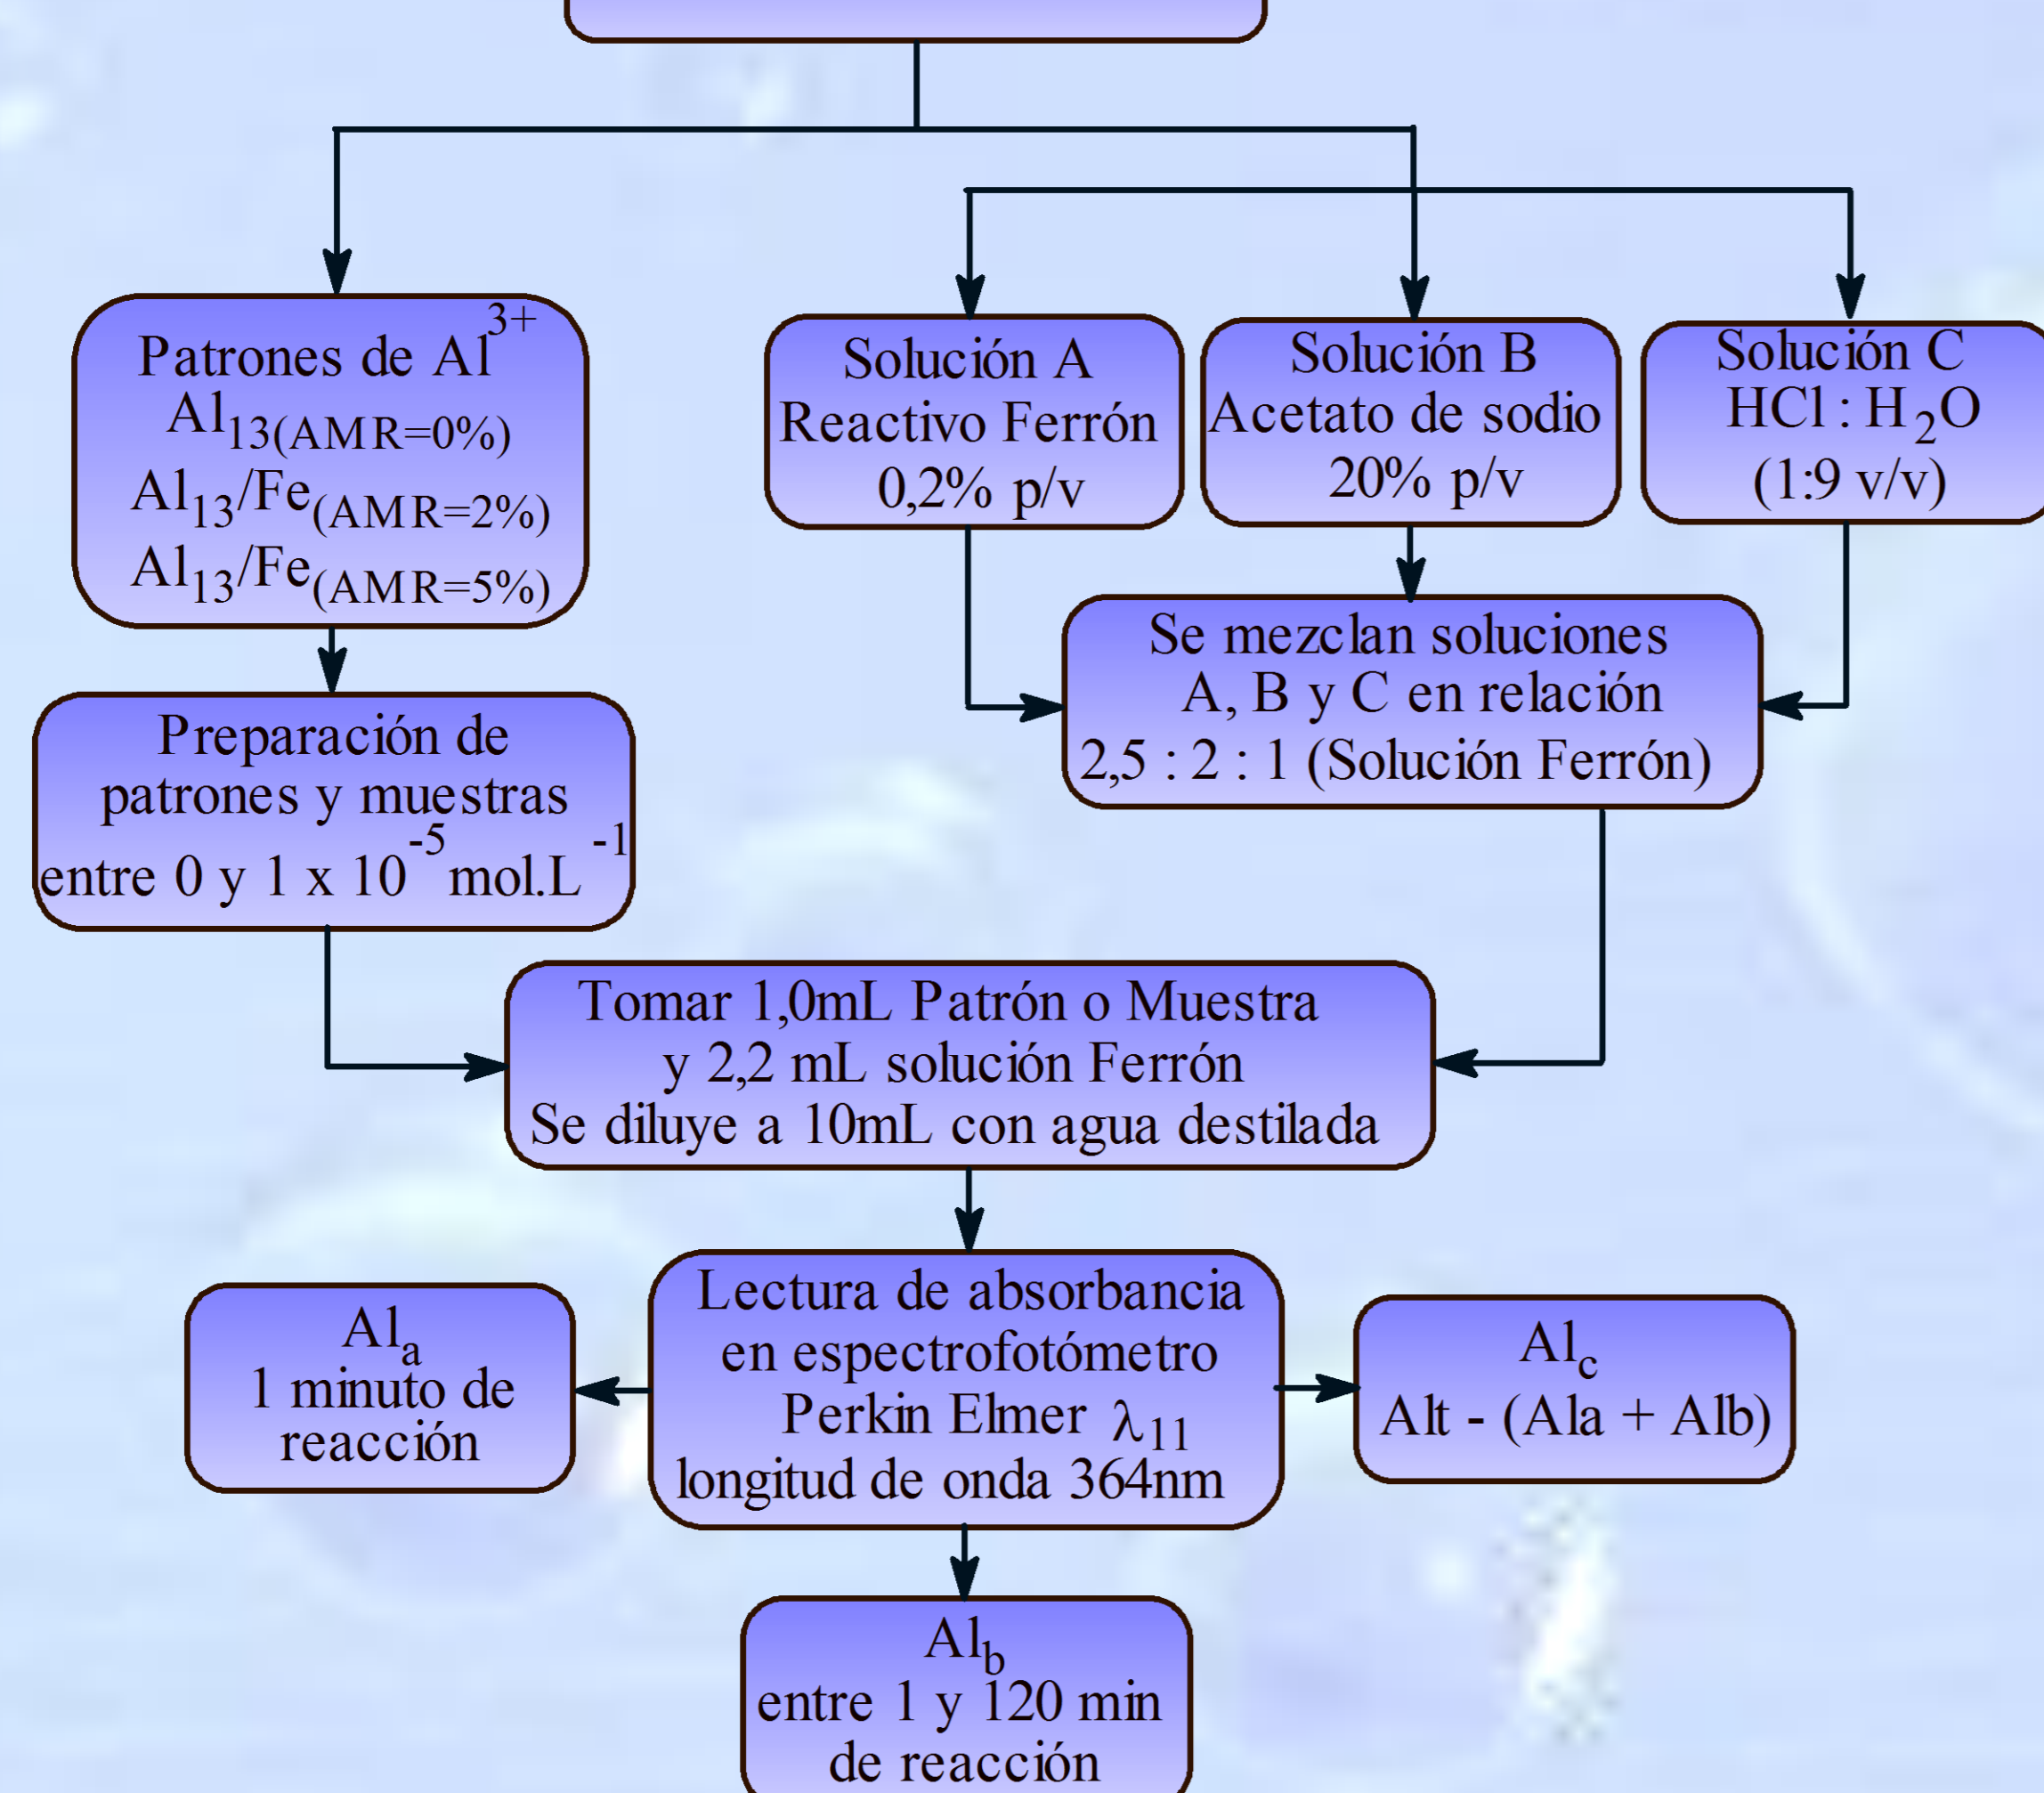 Patrones de Al³⁺
Al₁₃(AMR=0%)
Al₁₃/Fe(AMR=2%)
Al₁₃/Fe(AMR=5%)
Solución A
Reactivo Ferrón
0,2% p/v
Solución B
Acetato de sodio
20% p/v
Solución C
HCl : H₂O
(1:9 v/v)
Se mezclan soluciones
A, B y C en relación
2,5 : 2 : 1 (Solución Ferrón)
Preparación de
patrones y muestras
entre 0 y 1 x 10⁻⁵ mol.L⁻¹
Tomar 1,0mL Patrón o Muestra
y 2,2 mL solución Ferrón
Se diluye a 10mL con agua destilada
Lectura de absorbancia
en espectrofotómetro
Perkin Elmer λ₁₁
longitud de onda 364nm
Alₐ
1 minuto de
reacción
Al_c
Alt - (Ala + Alb)
Al_b
entre 1 y 120 min
de reacción